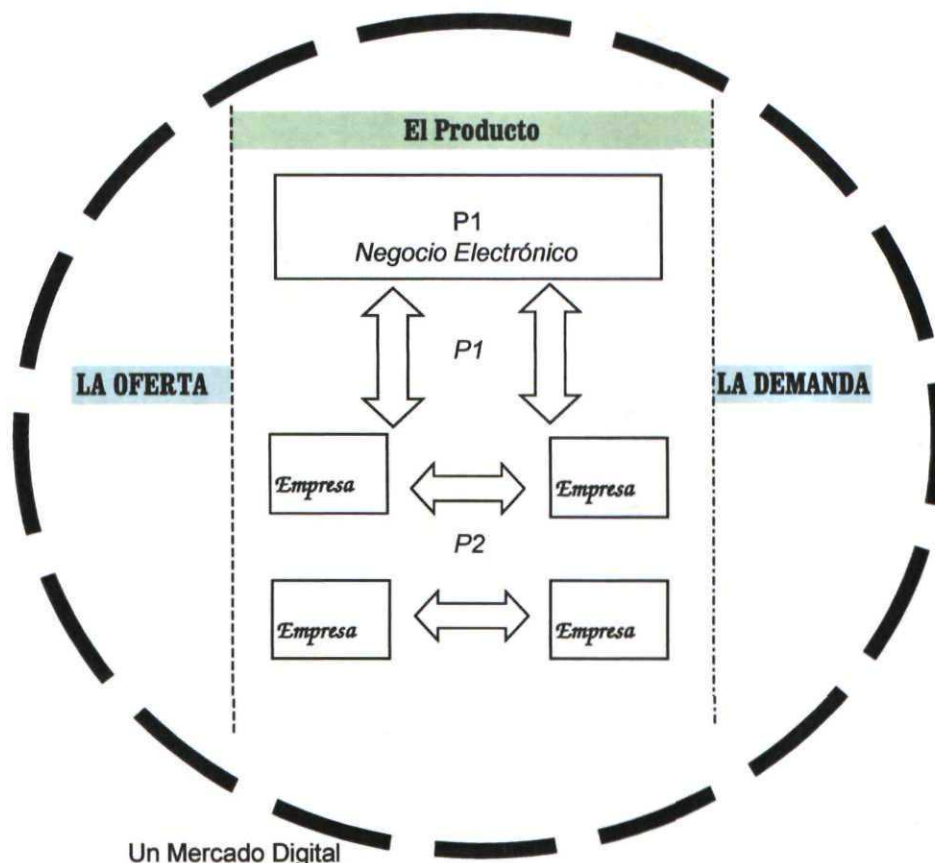 El Producto
P1
Negocio Electrónico
P1
LA OFERTA
LA DEMANDA
Empresa
Empresa
P2
Empresa
Empresa
Un Mercado Digital